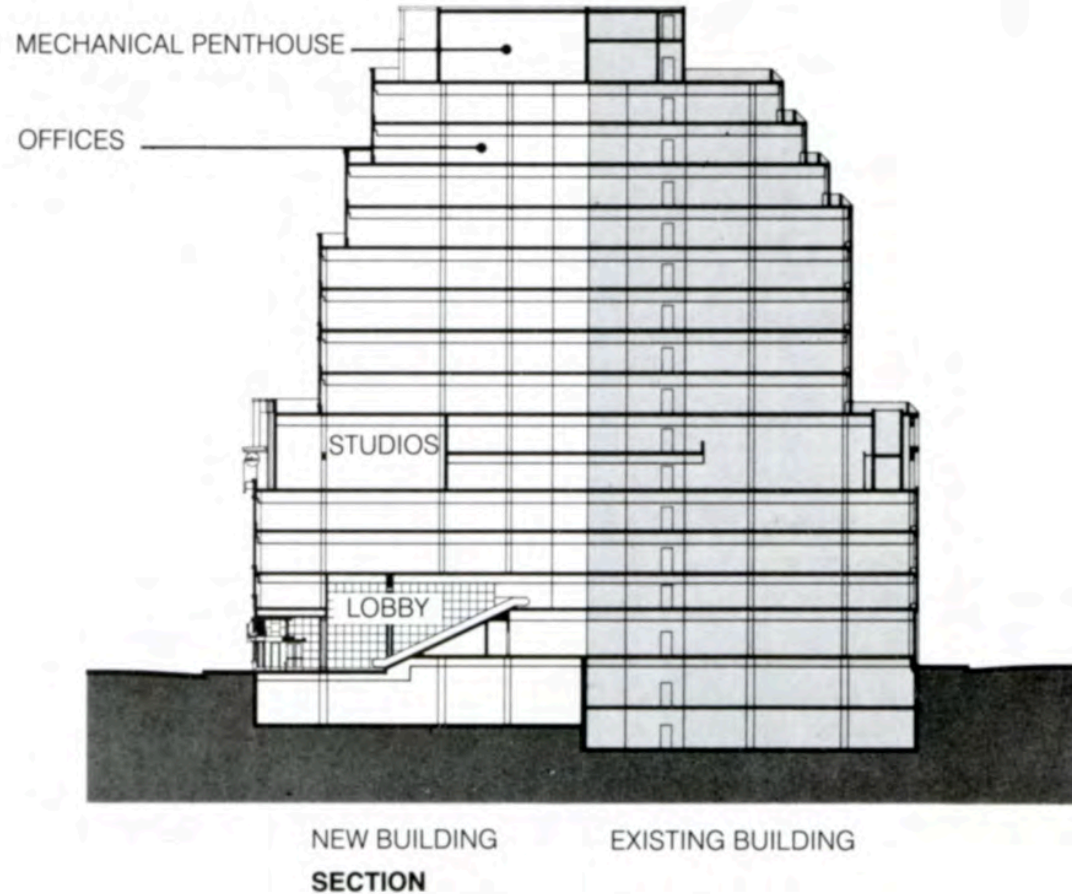 MECHANICAL PENTHOUSE
OFFICES
STUDIOS
LOBBY
NEW BUILDING
EXISTING BUILDING
SECTION